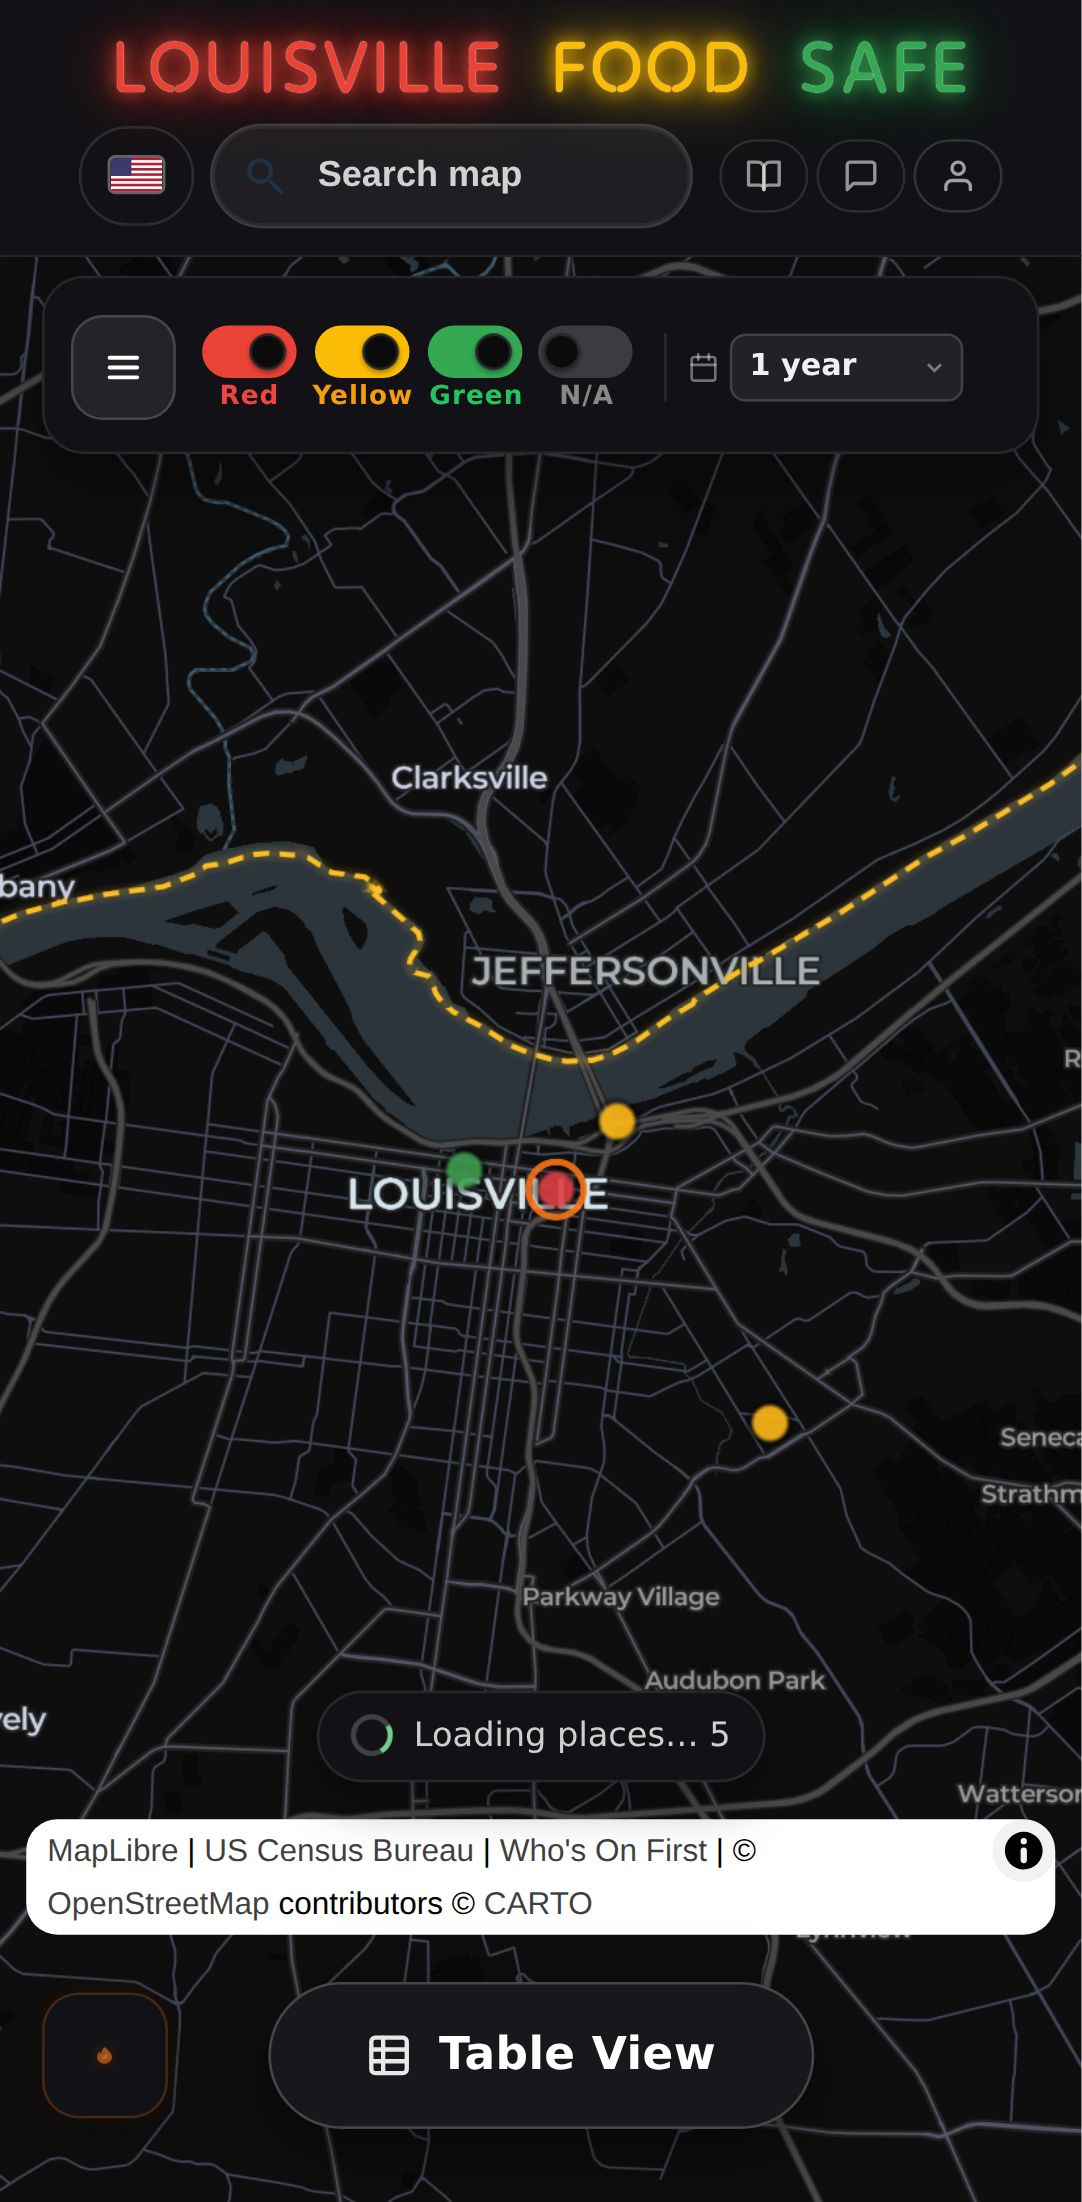 LOUISVILLE FOOD SAFE
Search map
Red Yellow Green N/A
1 year
Clarksville
bany
JEFFERSONVILLE
R
LOUISVILLE
Seneca
Strathm
Parkway Village
Audubon Park
ely
Loading places... 5
Watterson
MapLibre | US Census Bureau | Who's On First | ©
OpenStreetMap contributors © CARTO
Table View